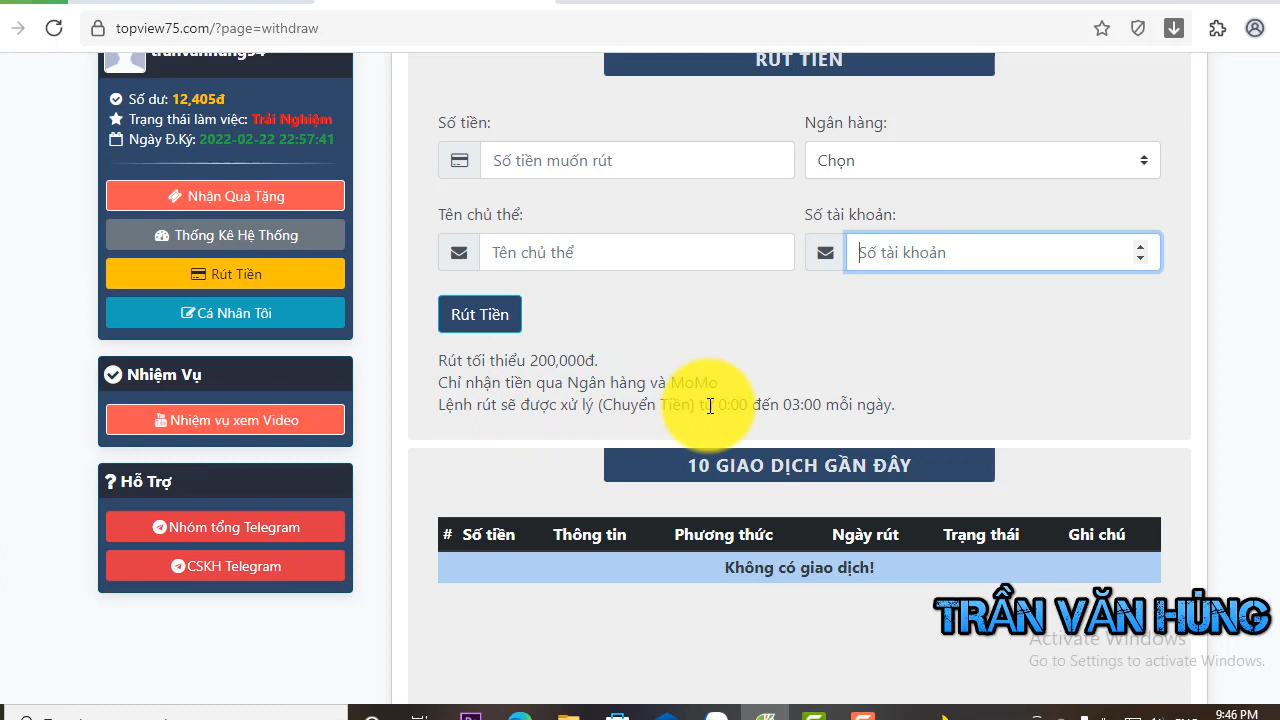 topview75.com/?page=withdraw
tranvanhung94
Số dư: 12,405đ
Trạng thái làm việc: Trải Nghiệm
Ngày Đ.Ký: 2022-02-22 22:57:41
Nhận Quà Tặng
Thống Kê Hệ Thống
Rút Tiền
Cá Nhân Tôi
Nhiệm Vụ
Nhiệm vụ xem Video
? Hỗ Trợ
Nhóm tổng Telegram
CSKH Telegram
RÚT TIỀN
Số tiền: Ngân hàng:
Số tiền muốn rút Chọn
Tên chủ thể: Số tài khoản:
Tên chủ thể Số tài khoản
Rút Tiền
Rút tối thiểu 200,000đ.
Chỉ nhận tiền qua Ngân hàng và MoMo
Lệnh rút sẽ được xử lý (Chuyển Tiền) từ 0:00 đến 03:00 mỗi ngày.
10 GIAO DỊCH GẦN ĐÂY
# Số tiền Thông tin Phương thức Ngày rút Trạng thái Ghi chú
Không có giao dịch!
TRẦN VĂN HÙNG
Activate Windows
Go to Settings to activate Windows.
9:46 PM